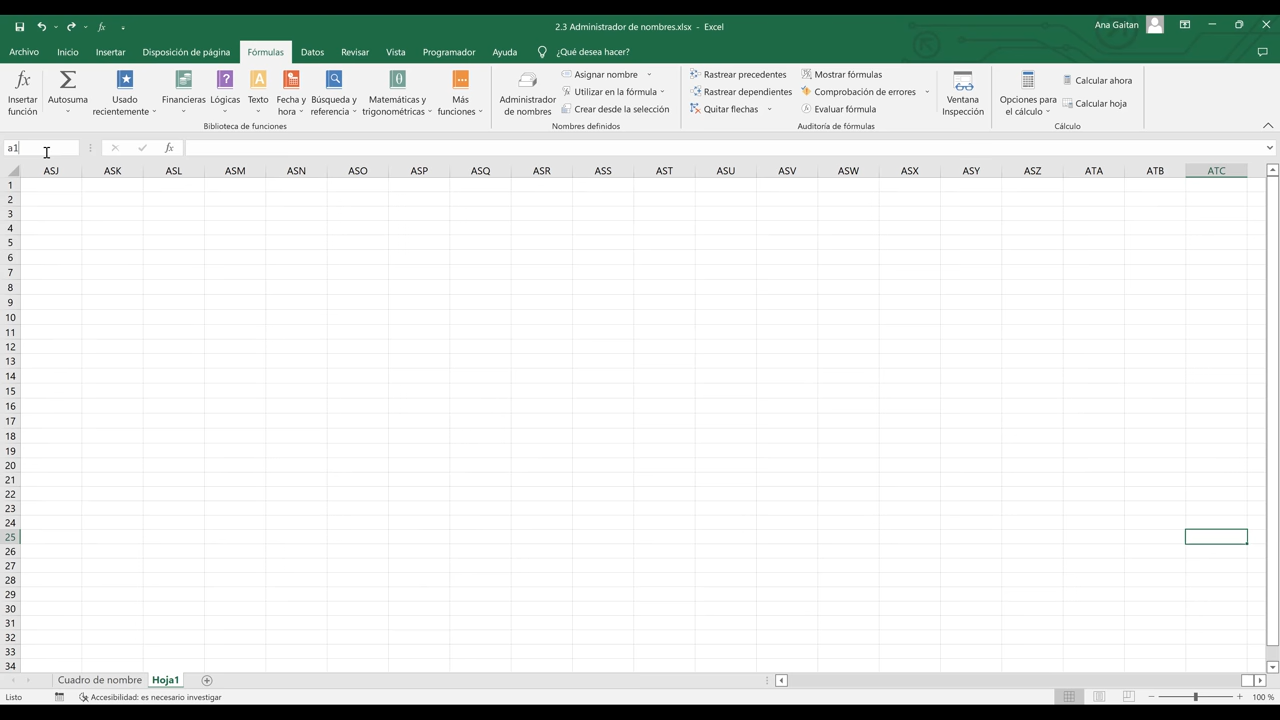 2.3 Administrador de nombres.xlsx - Excel
Ana Gaitan
Archivo Inicio Insertar Disposición de página Fórmulas Datos Revisar Vista Programador Ayuda ¿Qué desea hacer?
Insertar función
Autosuma
Usado recientemente
Financieras
Lógicas
Texto
Fecha y hora
Búsqueda y referencia
Matemáticas y trigonométricas
Más funciones
Biblioteca de funciones
Administrador de nombres
Asignar nombre
Utilizar en la fórmula
Crear desde la selección
Nombres definidos
Rastrear precedentes
Rastrear dependientes
Quitar flechas
Mostrar fórmulas
Comprobación de errores
Evaluar fórmula
Auditoría de fórmulas
Ventana Inspección
Opciones para el cálculo
Calcular ahora
Calcular hoja
Cálculo
a1 fx
ASJ ASK ASL ASM ASN ASO ASP ASQ ASR ASS AST ASU ASV ASW ASX ASY ASZ ATA ATB ATC
1
2
3
4
5
6
7
8
9
10
11
12
13
14
15
16
17
18
19
20
21
22
23
24
25
26
27
28
29
30
31
32
33
34
Cuadro de nombre Hoja1
Listo Accesibilidad: es necesario investigar 100 %